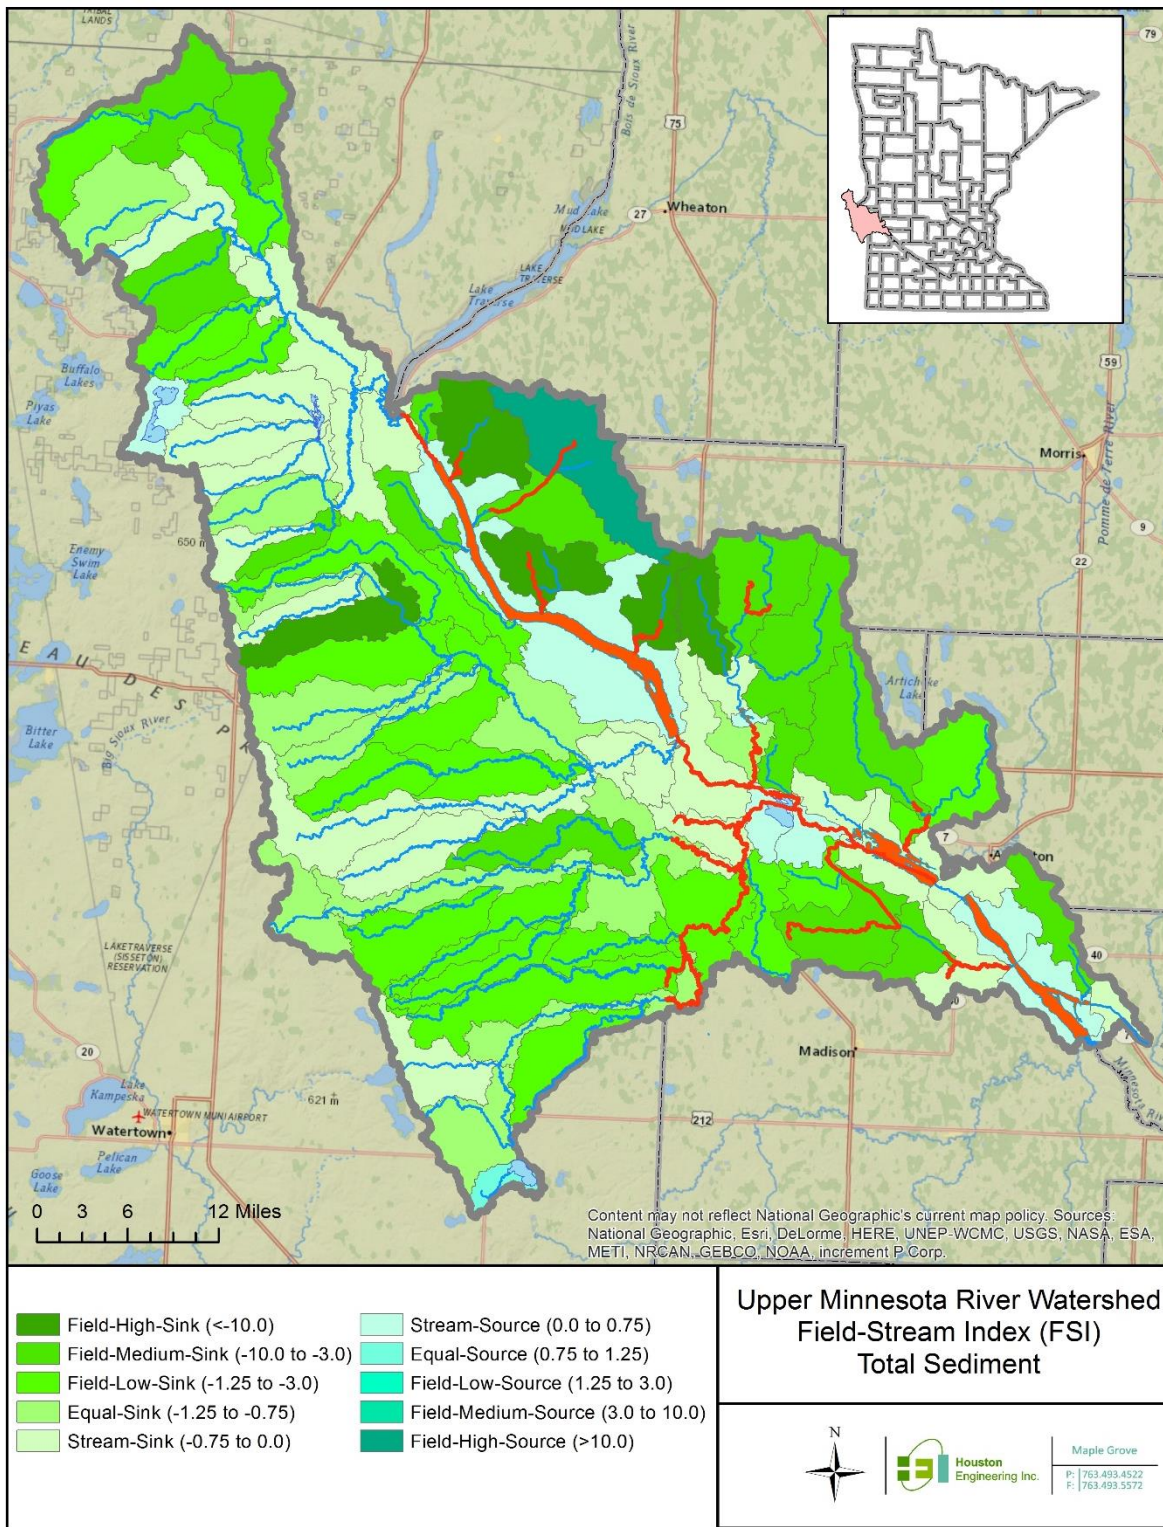 TRIBAL
LANDS
Bois de Sioux River
79
75
Mud Lake
MUD LAKE
27
Wheaton
LAKE
TRAVERSE
Lake
Traverse
59
Buffalo
Lakes
Piyas
Lake
Morris
Pomme de Terre River
9
650 m
Enemy
Swim
Lake
22
EAU DES P
Artichoke
Lake
Bitter
Lake
Big Sioux River
7
LAKE TRAVERSE
(SISSETON)
RESERVATION
40
20
Madison
7
Minnesota
Lake
Kampeska
621 m
WATERTOWN MUNI AIRPORT
212
Watertown
Pelican
Lake
Goose
Lake
0 3 6 12 Miles
Content may not reflect National Geographic's current map policy. Sources:
National Geographic, Esri, DeLorme, HERE, UNEP-WCMC, USGS, NASA, ESA,
METI, NRCAN, GEBCO, NOAA, increment P Corp.
Field-High-Sink (<-10.0)
Field-Medium-Sink (-10.0 to -3.0)
Field-Low-Sink (-1.25 to -3.0)
Equal-Sink (-1.25 to -0.75)
Stream-Sink (-0.75 to 0.0)
Stream-Source (0.0 to 0.75)
Equal-Source (0.75 to 1.25)
Field-Low-Source (1.25 to 3.0)
Field-Medium-Source (3.0 to 10.0)
Field-High-Source (>10.0)
Upper Minnesota River Watershed
Field-Stream Index (FSI)
Total Sediment
N
Houston
Engineering Inc.
Maple Grove
P: 763.493.4522
F: 763.493.5572